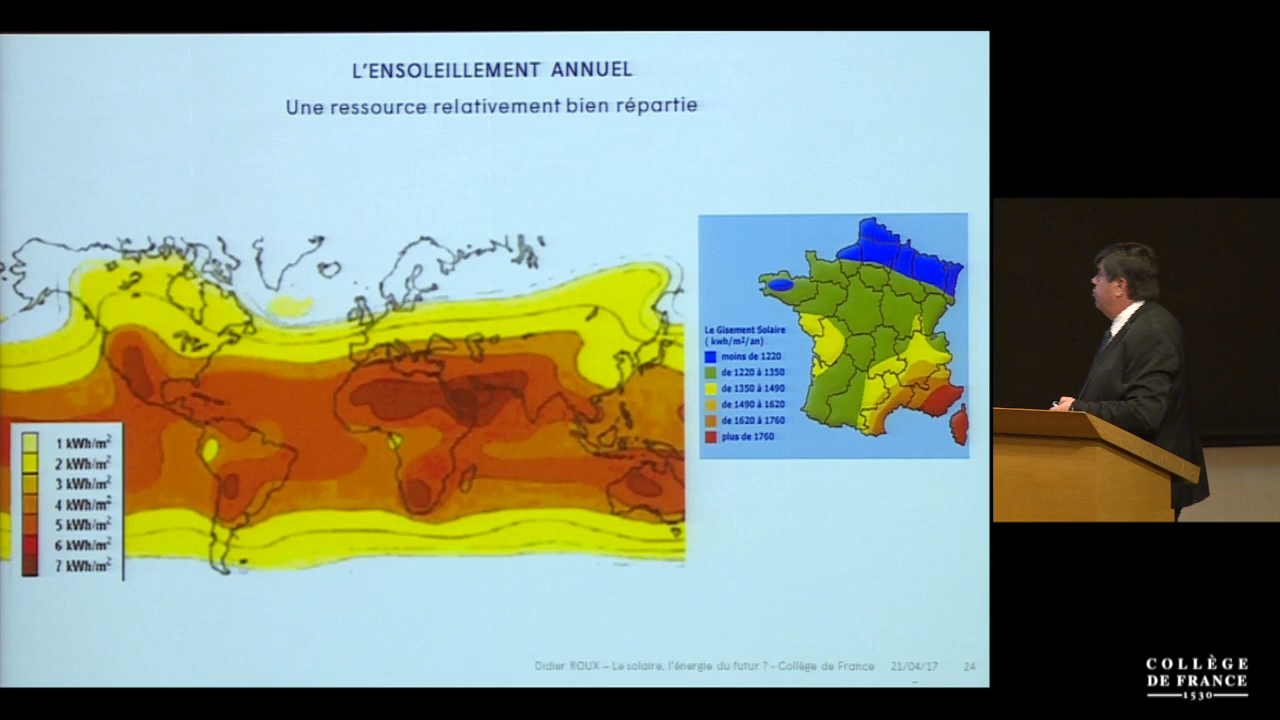 L'ENSOLEILLEMENT ANNUEL
Une ressource relativement bien répartie
1 kWh/m²
2 kWh/m²
3 kWh/m²
4 kWh/m²
5 kWh/m²
6 kWh/m²
7 kWh/m²
Le Gisement Solaire
( kwh/m²/an)
moins de 1220
de 1220 à 1350
de 1350 à 1490
de 1490 à 1620
de 1620 à 1760
plus de 1760
Didier ROUX – Le solaire, l'énergie du futur ? - Collège de France 21/04/17 24
COLLÈGE
DE FRANCE
1530